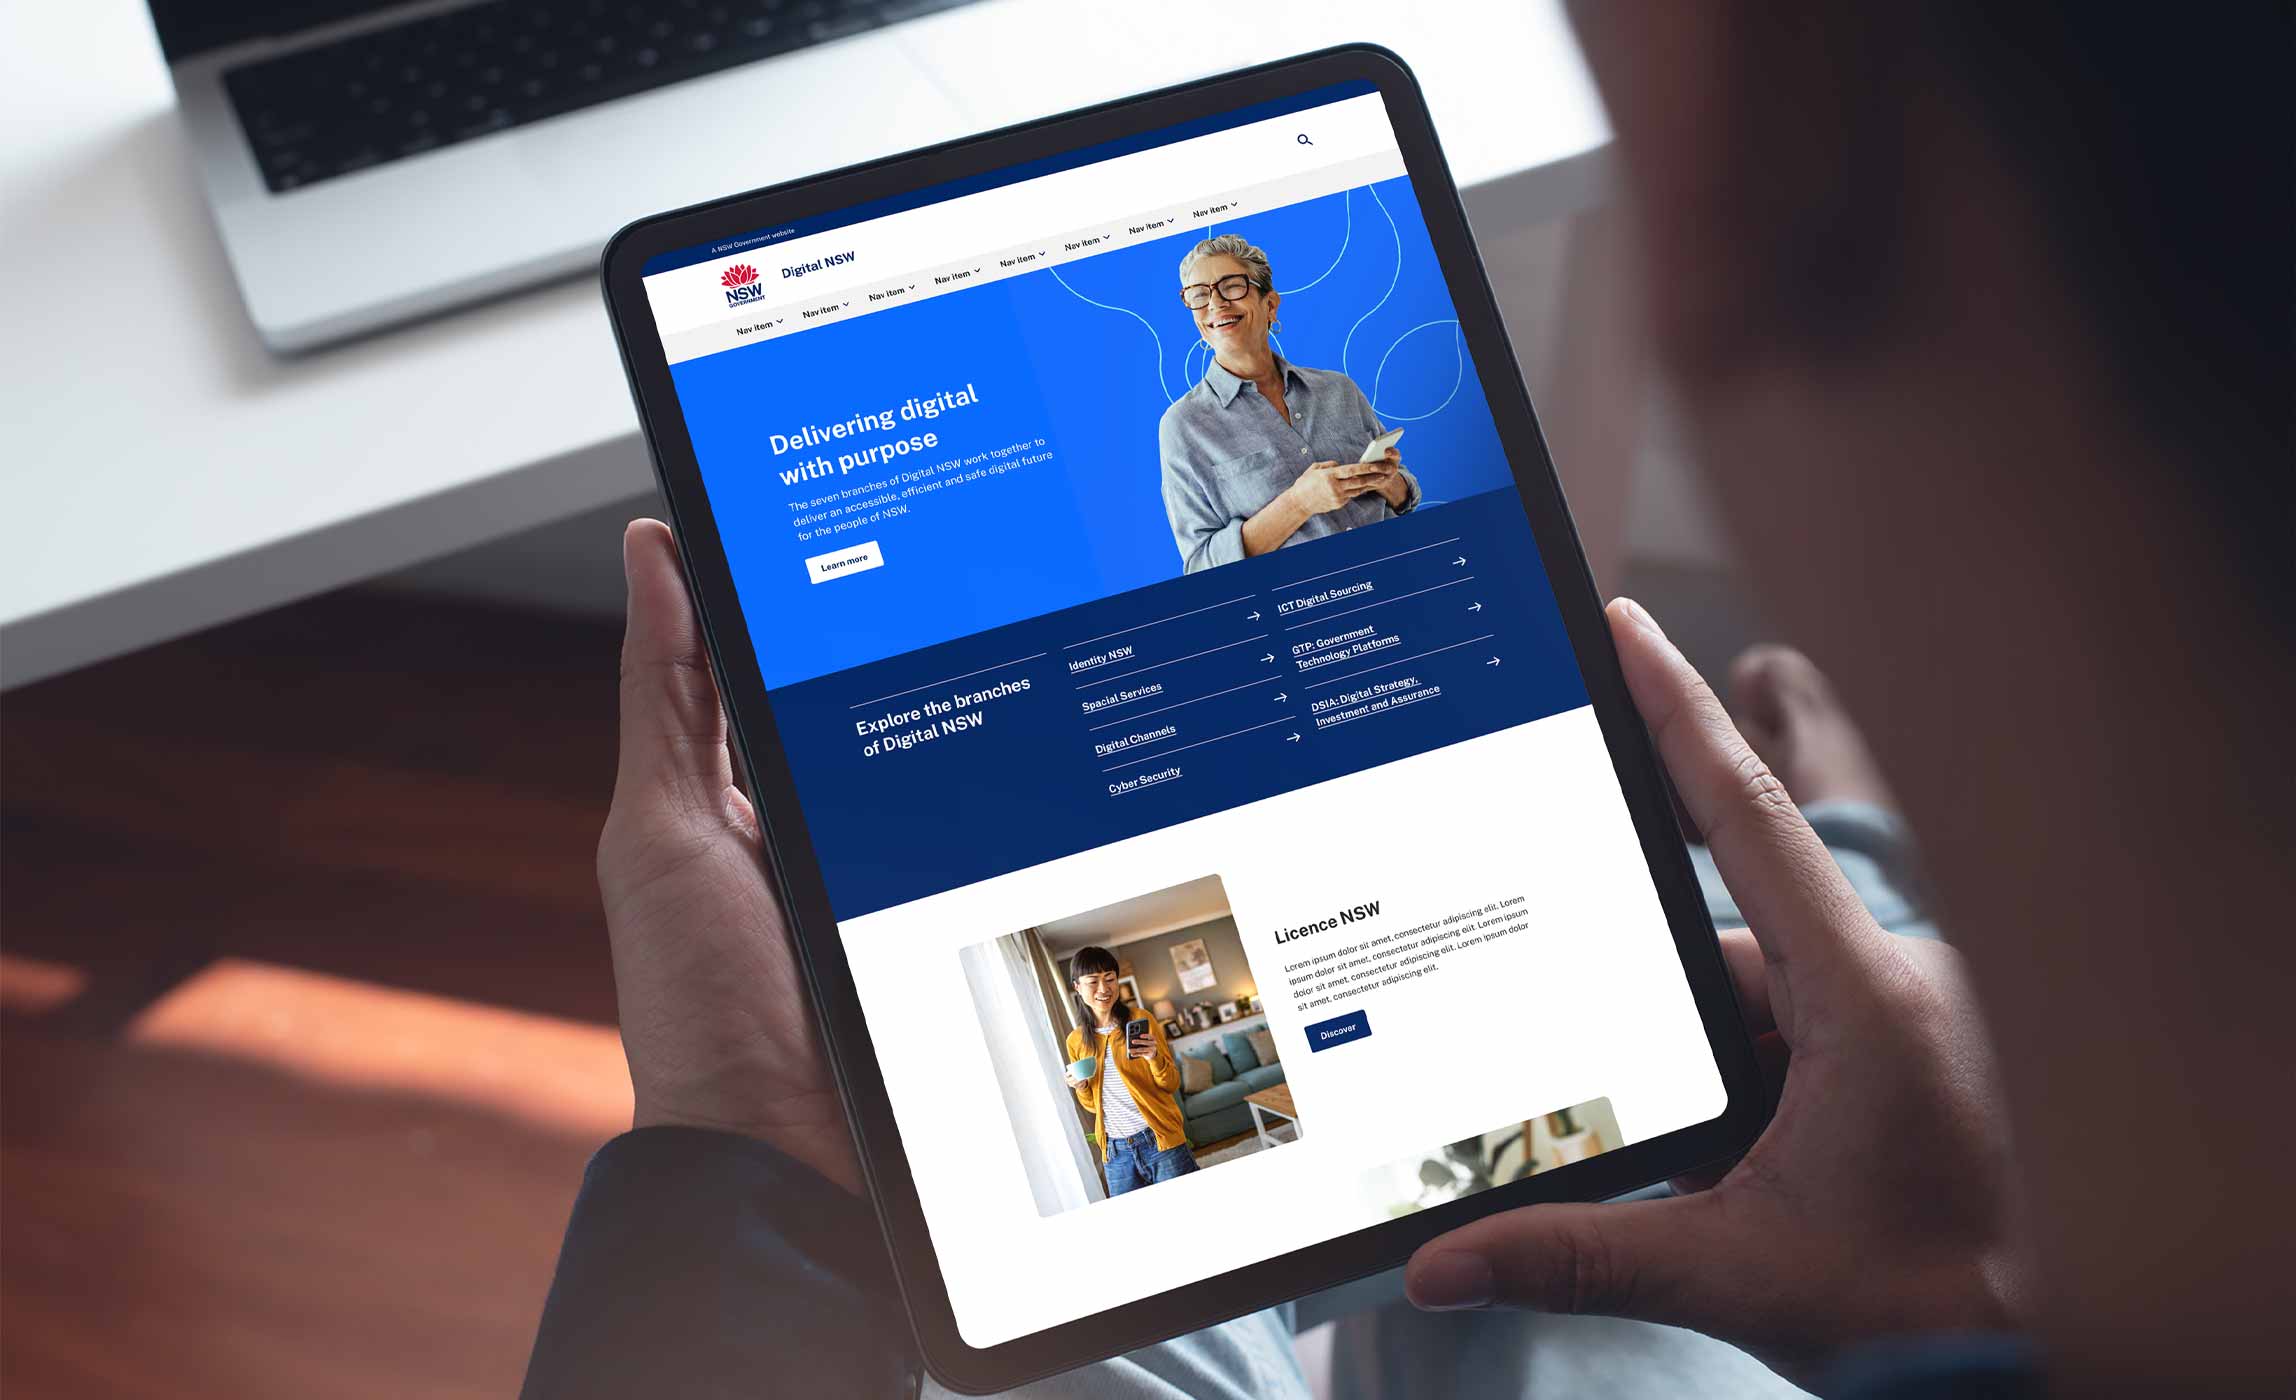 A NSW Government website
NSW
GOVERNMENT
Digital NSW
Nav item
Nav item
Nav item
Nav item
Nav item
Nav item
Nav item
Nav item
Delivering digital
with purpose
The seven branches of Digital NSW work together to
deliver an accessible, efficient and safe digital future
for the people of NSW.
Learn more
Explore the branches
of Digital NSW
Identity NSW
Spacial Services
Digital Channels
Cyber Security
ICT Digital Sourcing
GTP: Government
Technology Platforms
DSIA: Digital Strategy,
Investment and Assurance
Licence NSW
Lorem ipsum dolor sit amet, consectetur adipiscing elit. Lorem
ipsum dolor sit amet, consectetur adipiscing elit. Lorem ipsum
dolor sit amet, consectetur adipiscing elit. Lorem ipsum dolor
sit amet, consectetur adipiscing elit.
Discover